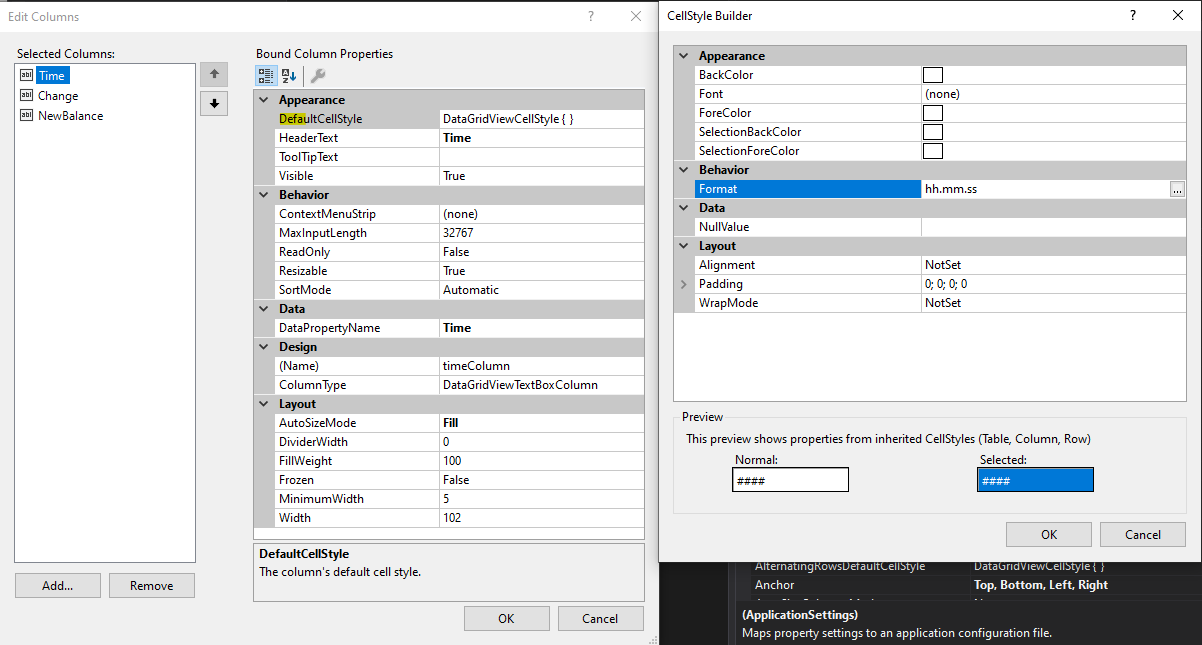 Edit Columns
?
Selected Columns:
Time
Change
NewBalance
Add...
Remove
Bound Column Properties
Appearance
DefaultCellStyle DataGridViewCellStyle { }
HeaderText Time
ToolTipText
Visible True
Behavior
ContextMenuStrip (none)
MaxInputLength 32767
ReadOnly False
Resizable True
SortMode Automatic
Data
DataPropertyName Time
Design
(Name) timeColumn
ColumnType DataGridViewTextBoxColumn
Layout
AutoSizeMode Fill
DividerWidth 0
FillWeight 100
Frozen False
MinimumWidth 5
Width 102
DefaultCellStyle
The column's default cell style.
OK Cancel
CellStyle Builder
?
Appearance
BackColor
Font (none)
ForeColor
SelectionBackColor
SelectionForeColor
Behavior
Format hh.mm.ss ...
Data
NullValue
Layout
Alignment NotSet
Padding 0; 0; 0; 0
WrapMode NotSet
Preview
This preview shows properties from inherited CellStyles (Table, Column, Row)
Normal: Selected:
#### ####
OK Cancel
AlternatingRowsDefaultCellStyle DataGridViewCellStyle { }
Anchor Top, Bottom, Left, Right
(ApplicationSettings)
Maps property settings to an application configuration file.